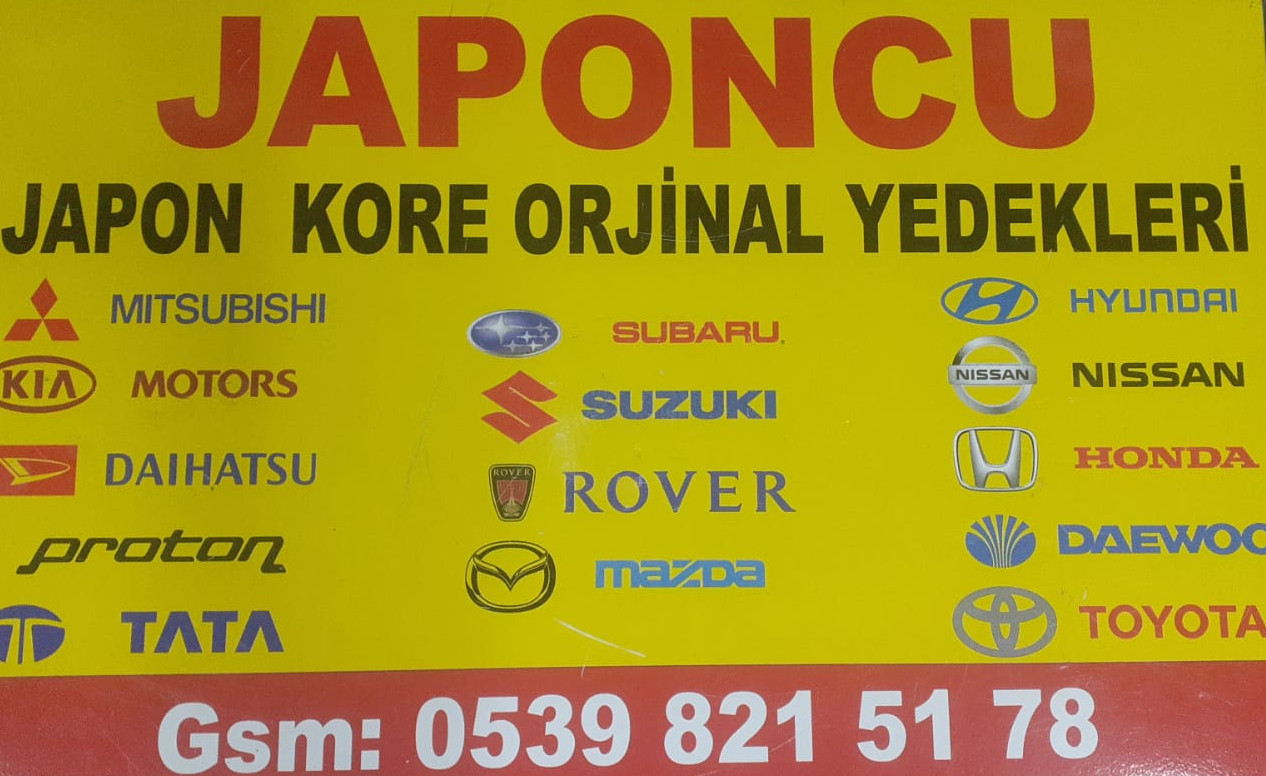 JAPONCU
JAPON KORE ORJİNAL YEDEKLERİ
MITSUBISHI
KIA MOTORS
DAIHATSU
proton
TATA
SUBARU
SUZUKI
ROVER ROVER
mazda
HYUNDAI
NISSAN NISSAN
HONDA
DAEWOO
TOYOTA
Gsm: 0539 821 51 78